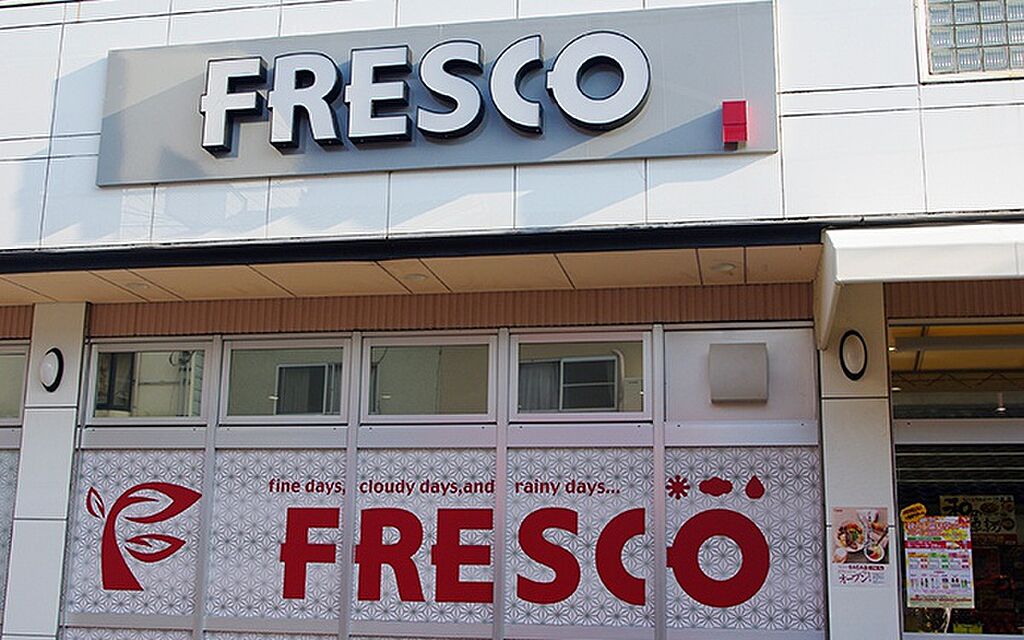 FRESCO
fine days, cloudy days,and rainy days...
FRESCO
オープン!